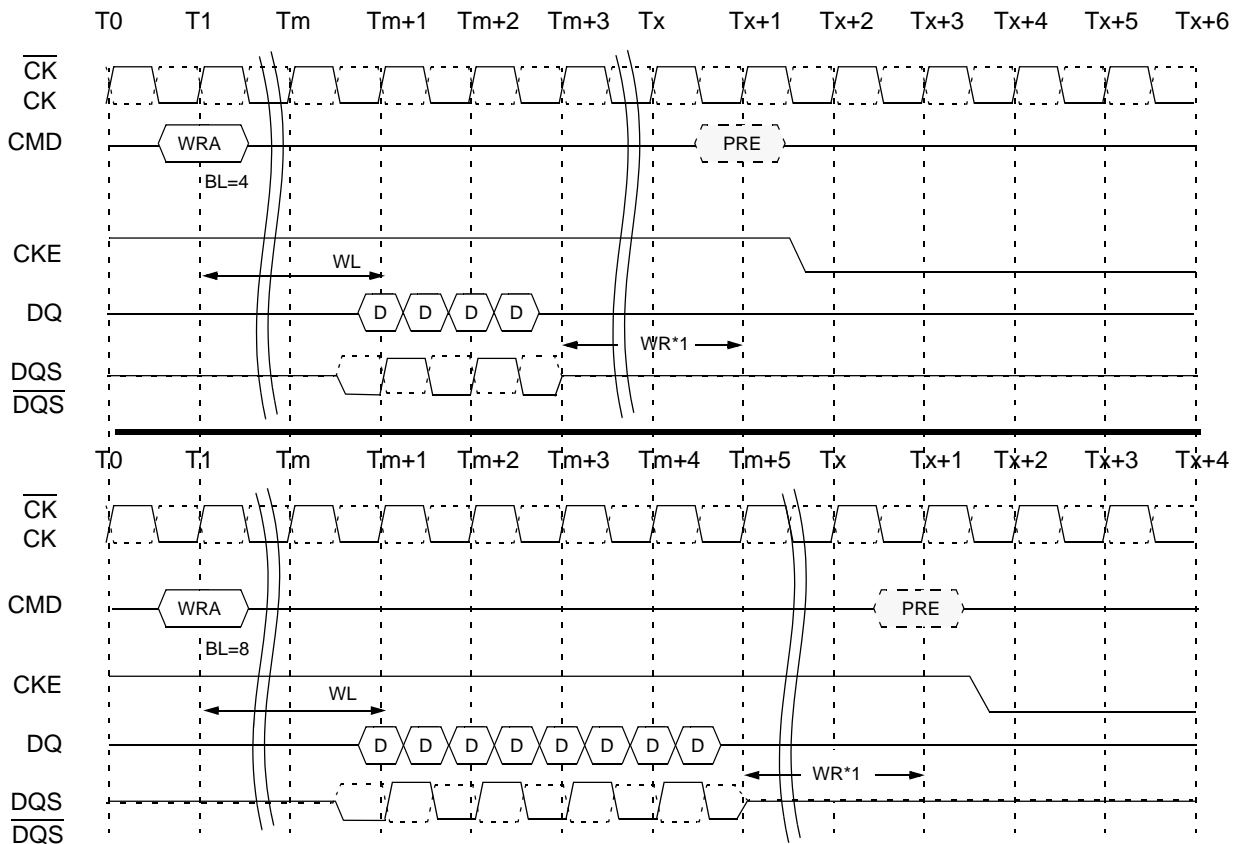 T0 T1 Tm Tm+1 Tm+2 Tm+3 Tx Tx+1 Tx+2 Tx+3 Tx+4 Tx+5 Tx+6
CK
CK
CMD WRA PRE
BL=4
CKE
WL
DQ D D D D
WR*1
DQS
DQS
T0 T1 Tm Tm+1 Tm+2 Tm+3 Tm+4 Tm+5 Tx Tx+1 Tx+2 Tx+3 Tx+4
CK
CK
CMD WRA PRE
BL=8
CKE
WL
DQ D D D D D D D D
WR*1
DQS
DQS